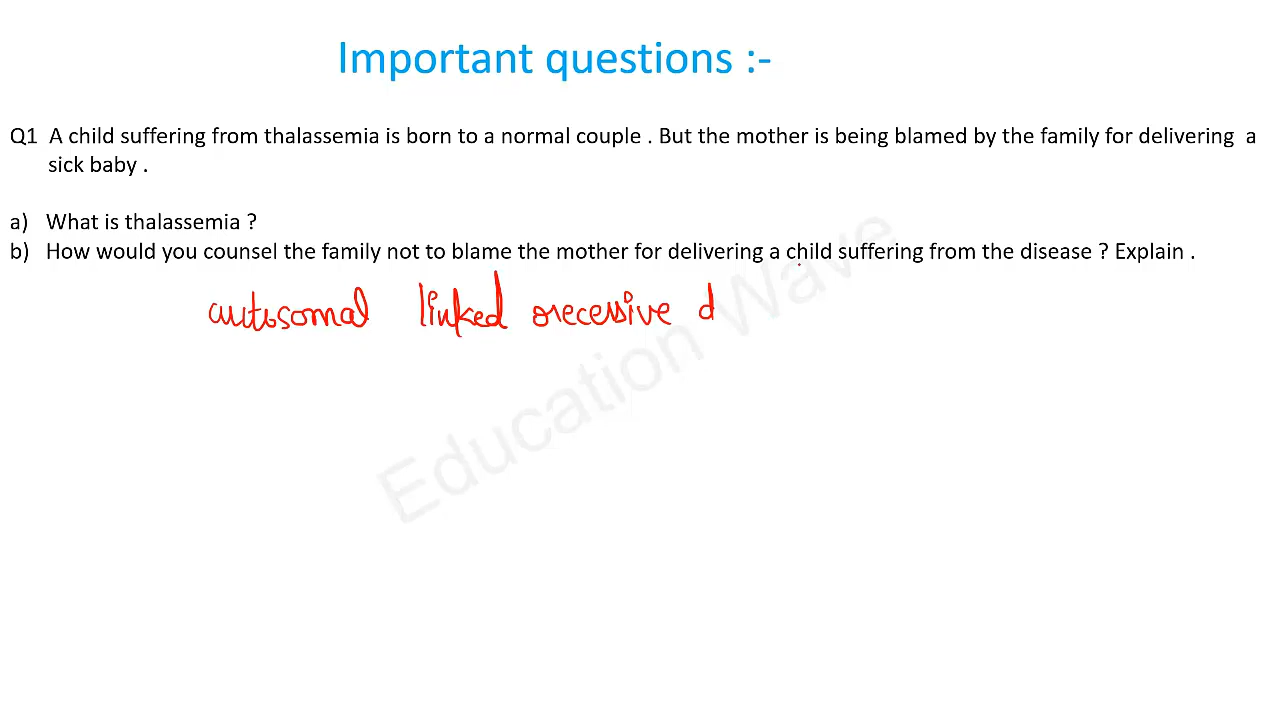 Important questions :-
Q1 A child suffering from thalassemia is born to a normal couple . But the mother is being blamed by the family for delivering a
sick baby .
a) What is thalassemia ?
b) How would you counsel the family not to blame the mother for delivering a child suffering from the disease ? Explain .
autosomal linked recessive d
Education Wave